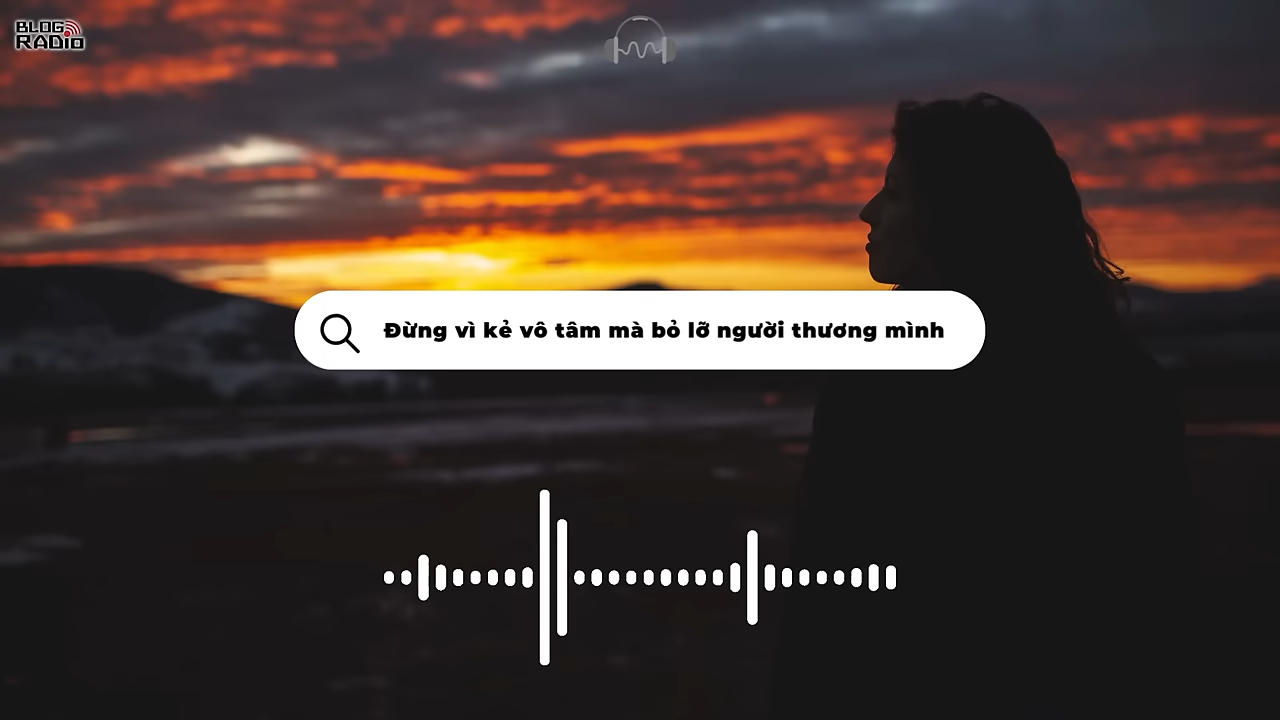 BLOG
RADIO
Đừng vì kẻ vô tâm mà bỏ lỡ người thương mình